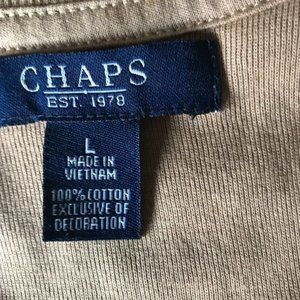 CHAPS
EST. 1978
L
MADE IN
VIETNAM
100% COTTON
EXCLUSIVE OF
DECORATION